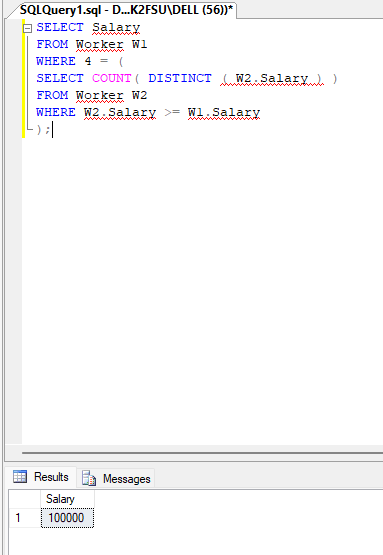 SQLQuery1.sql - D...K2FSU\DELL (56))*
SELECT Salary
FROM Worker W1
WHERE 4 = (
SELECT COUNT( DISTINCT ( W2.Salary ) )
FROM Worker W2
WHERE W2.Salary >= W1.Salary
);
Results Messages
Salary
1 100000